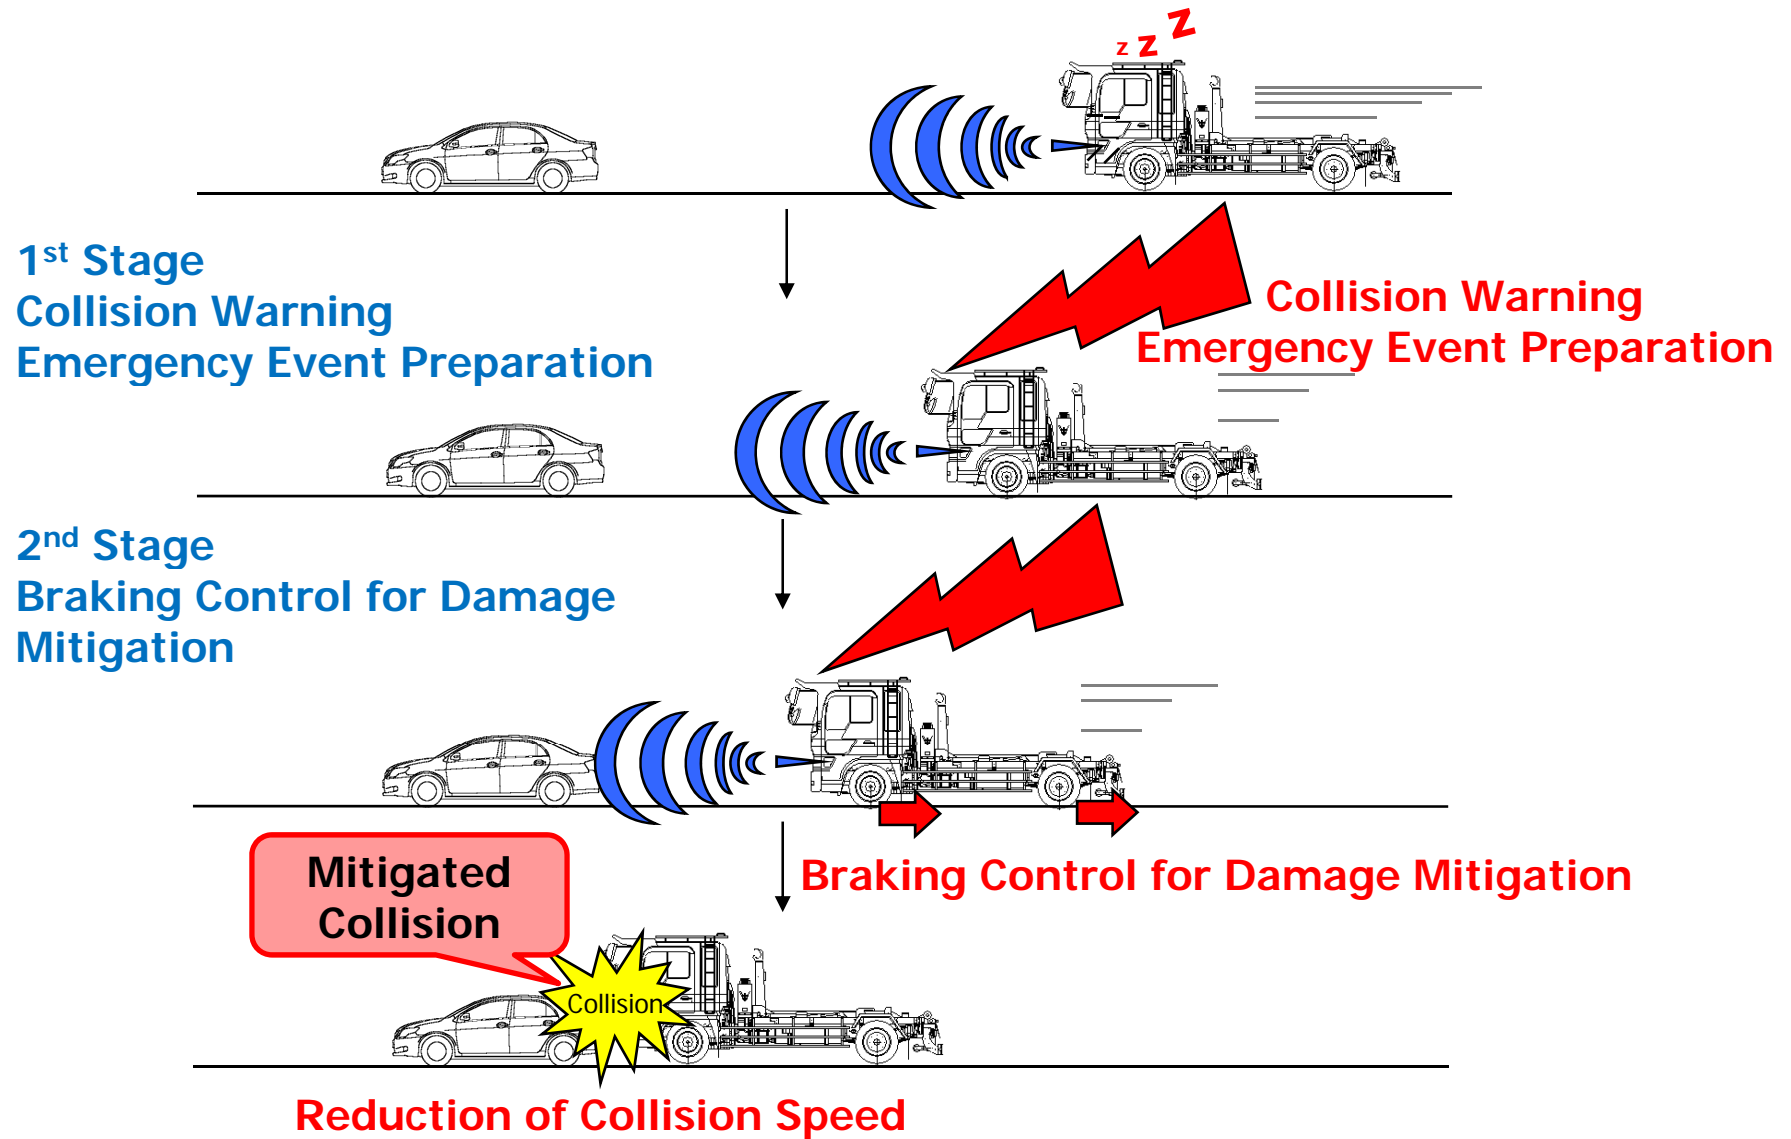 z z Z
1st Stage
Collision Warning
Emergency Event Preparation
Collision Warning
Emergency Event Preparation
2nd Stage
Braking Control for Damage
Mitigation
Mitigated
Collision
Braking Control for Damage Mitigation
Collision
Reduction of Collision Speed